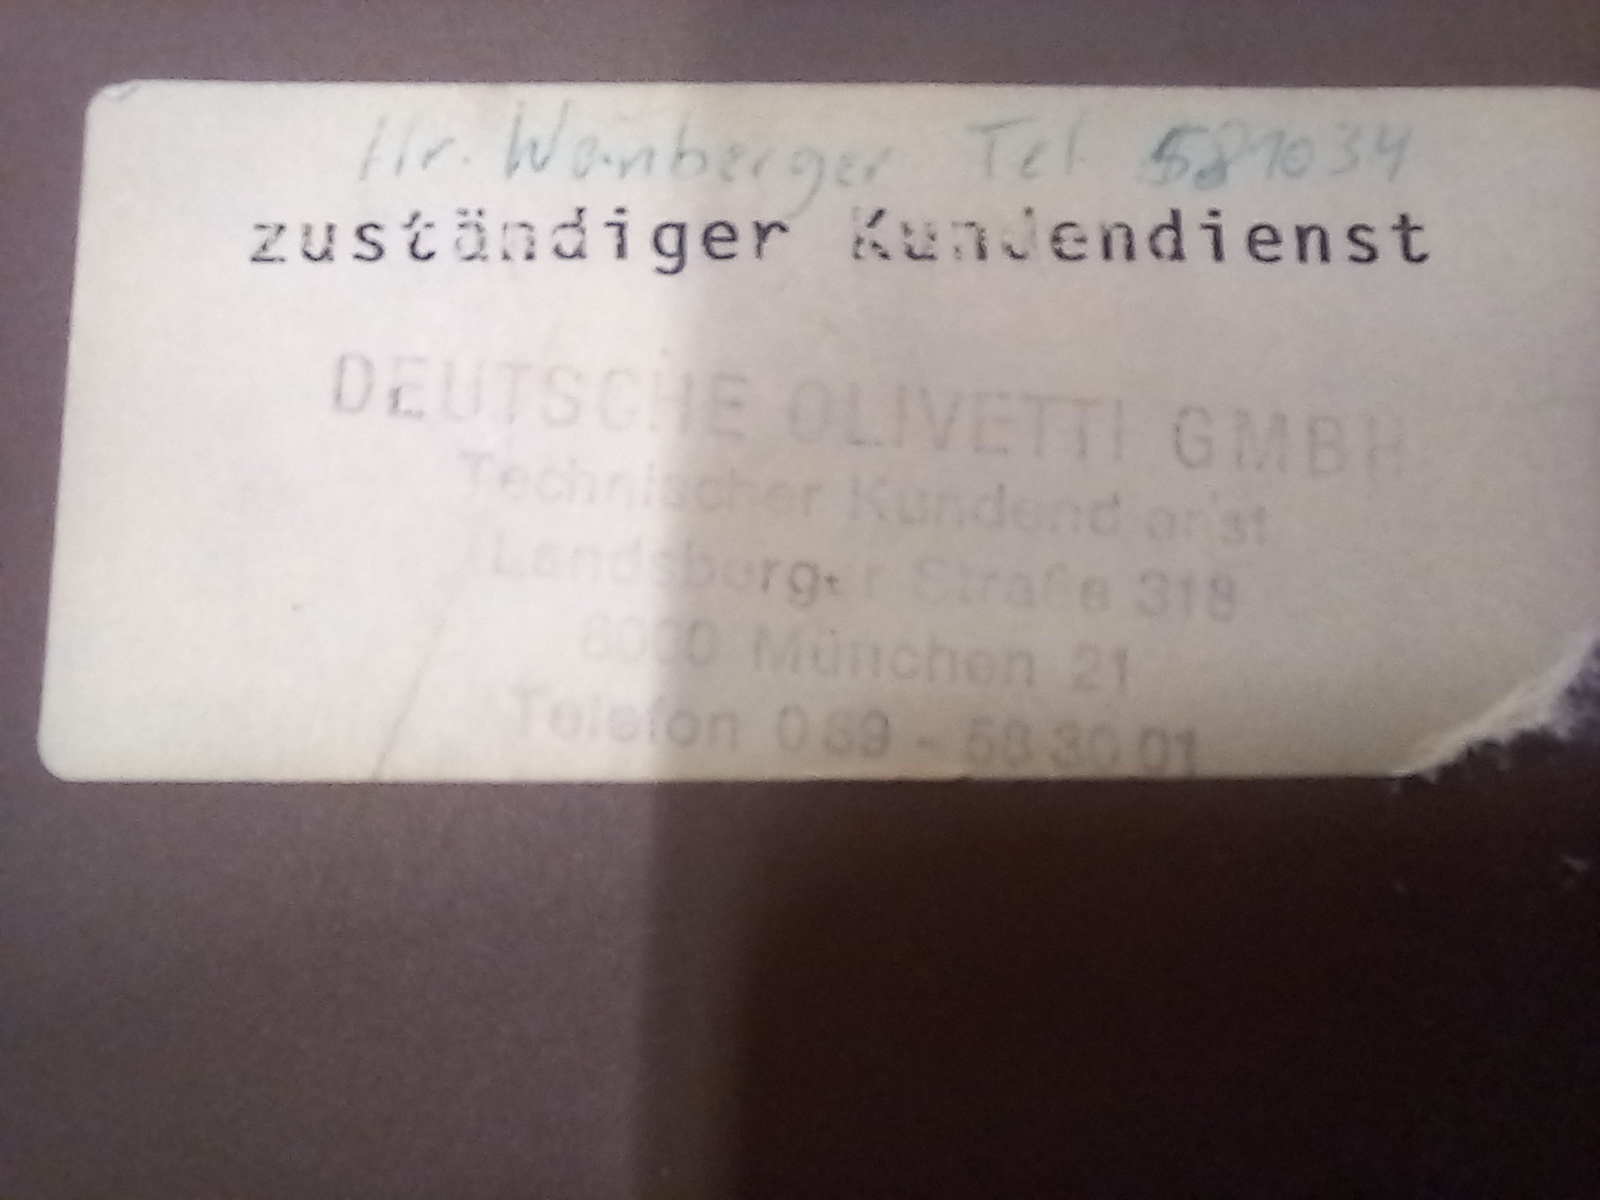 Hr. Weinberger Tel 581034
zuständiger Kundendienst
DEUTSCHE OLIVETTI GMBH
Technischer Kundendienst
Landsberger Straße 318
8000 München 21
Telefon 089 - 58 30 01